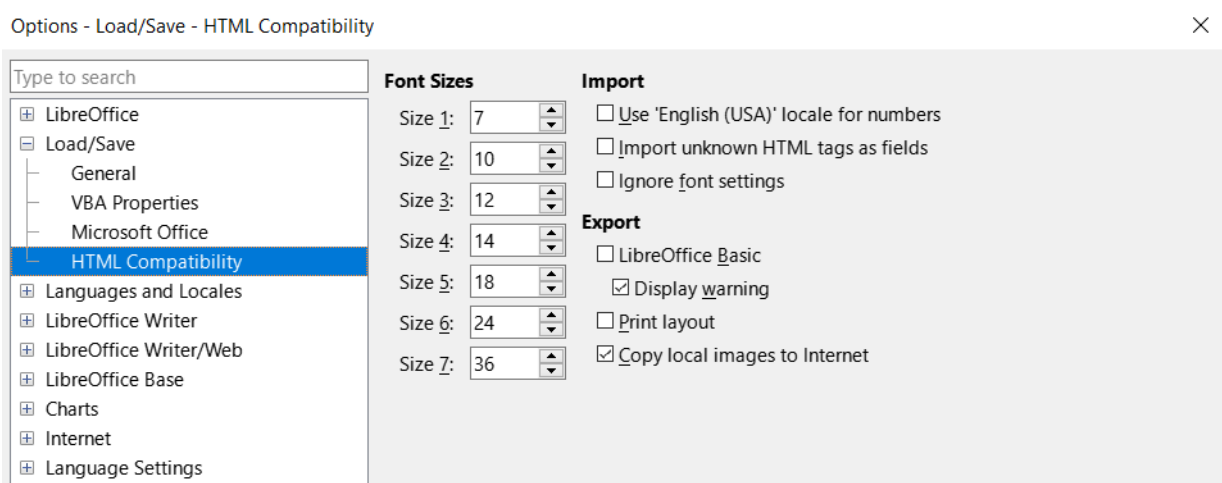 Options - Load/Save - HTML Compatibility
Type to search
LibreOffice
Load/Save
General
VBA Properties
Microsoft Office
HTML Compatibility
Languages and Locales
LibreOffice Writer
LibreOffice Writer/Web
LibreOffice Base
Charts
Internet
Language Settings
Font Sizes
Size 1: 7
Size 2: 10
Size 3: 12
Size 4: 14
Size 5: 18
Size 6: 24
Size 7: 36
Import
Use 'English (USA)' locale for numbers
Import unknown HTML tags as fields
Ignore font settings
Export
LibreOffice Basic
Display warning
Print layout
Copy local images to Internet